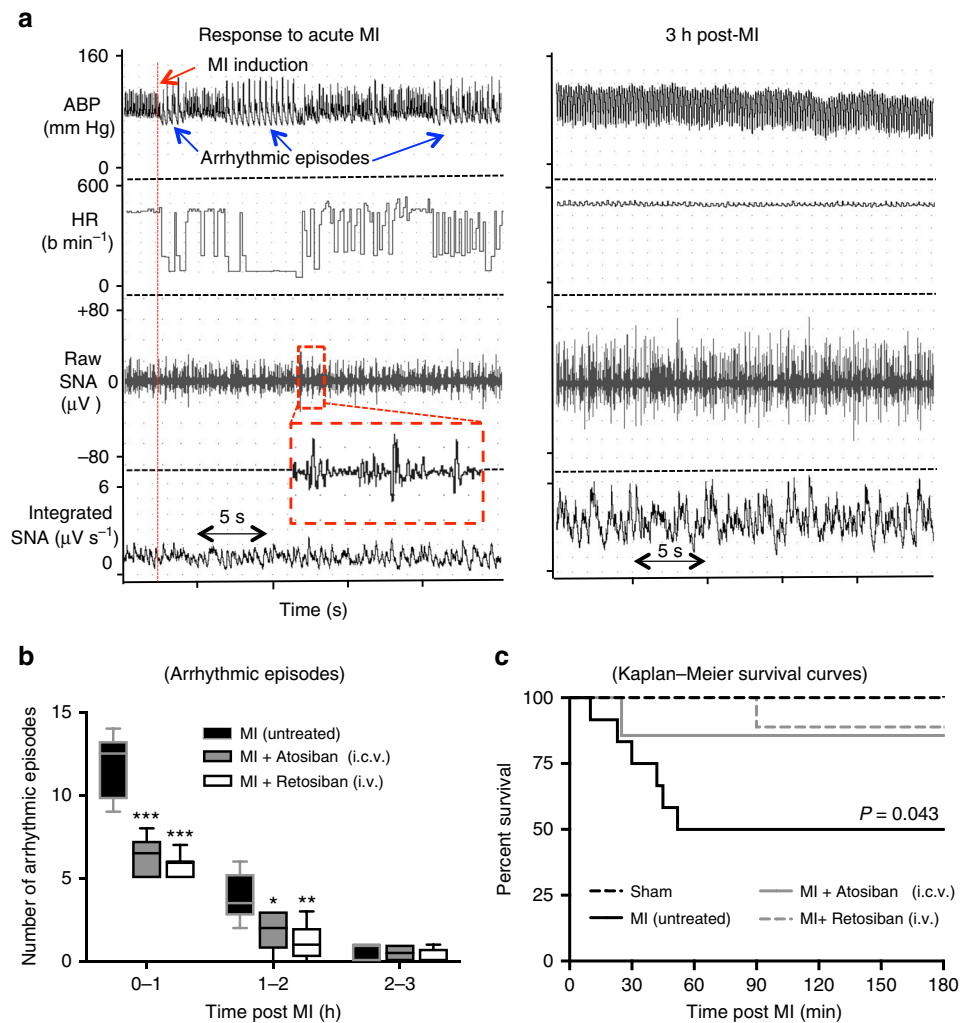 a
Response to acute MI
3 h post-MI
160
MI induction
ABP
(mm Hg)
Arrhythmic episodes
0
600
HR
(b min⁻¹)
0
+80
Raw
SNA
(μV )
0
−80
6
Integrated
SNA (μV s⁻¹)
5 s
5 s
0
Time (s)
b
(Arrhythmic episodes)
15
10
5
0
Number of arrhythmic episodes
MI (untreated)
MI + Atosiban (i.c.v.)
MI + Retosiban (i.v.)
***
***
*
**
0–1
1–2
2–3
Time post MI (h)
c
(Kaplan–Meier survival curves)
100
75
50
25
0
Percent survival
P = 0.043
Sham
MI (untreated)
MI + Atosiban (i.c.v.)
MI+ Retosiban (i.v.)
0 30 60 90 120 150 180
Time post MI (min)